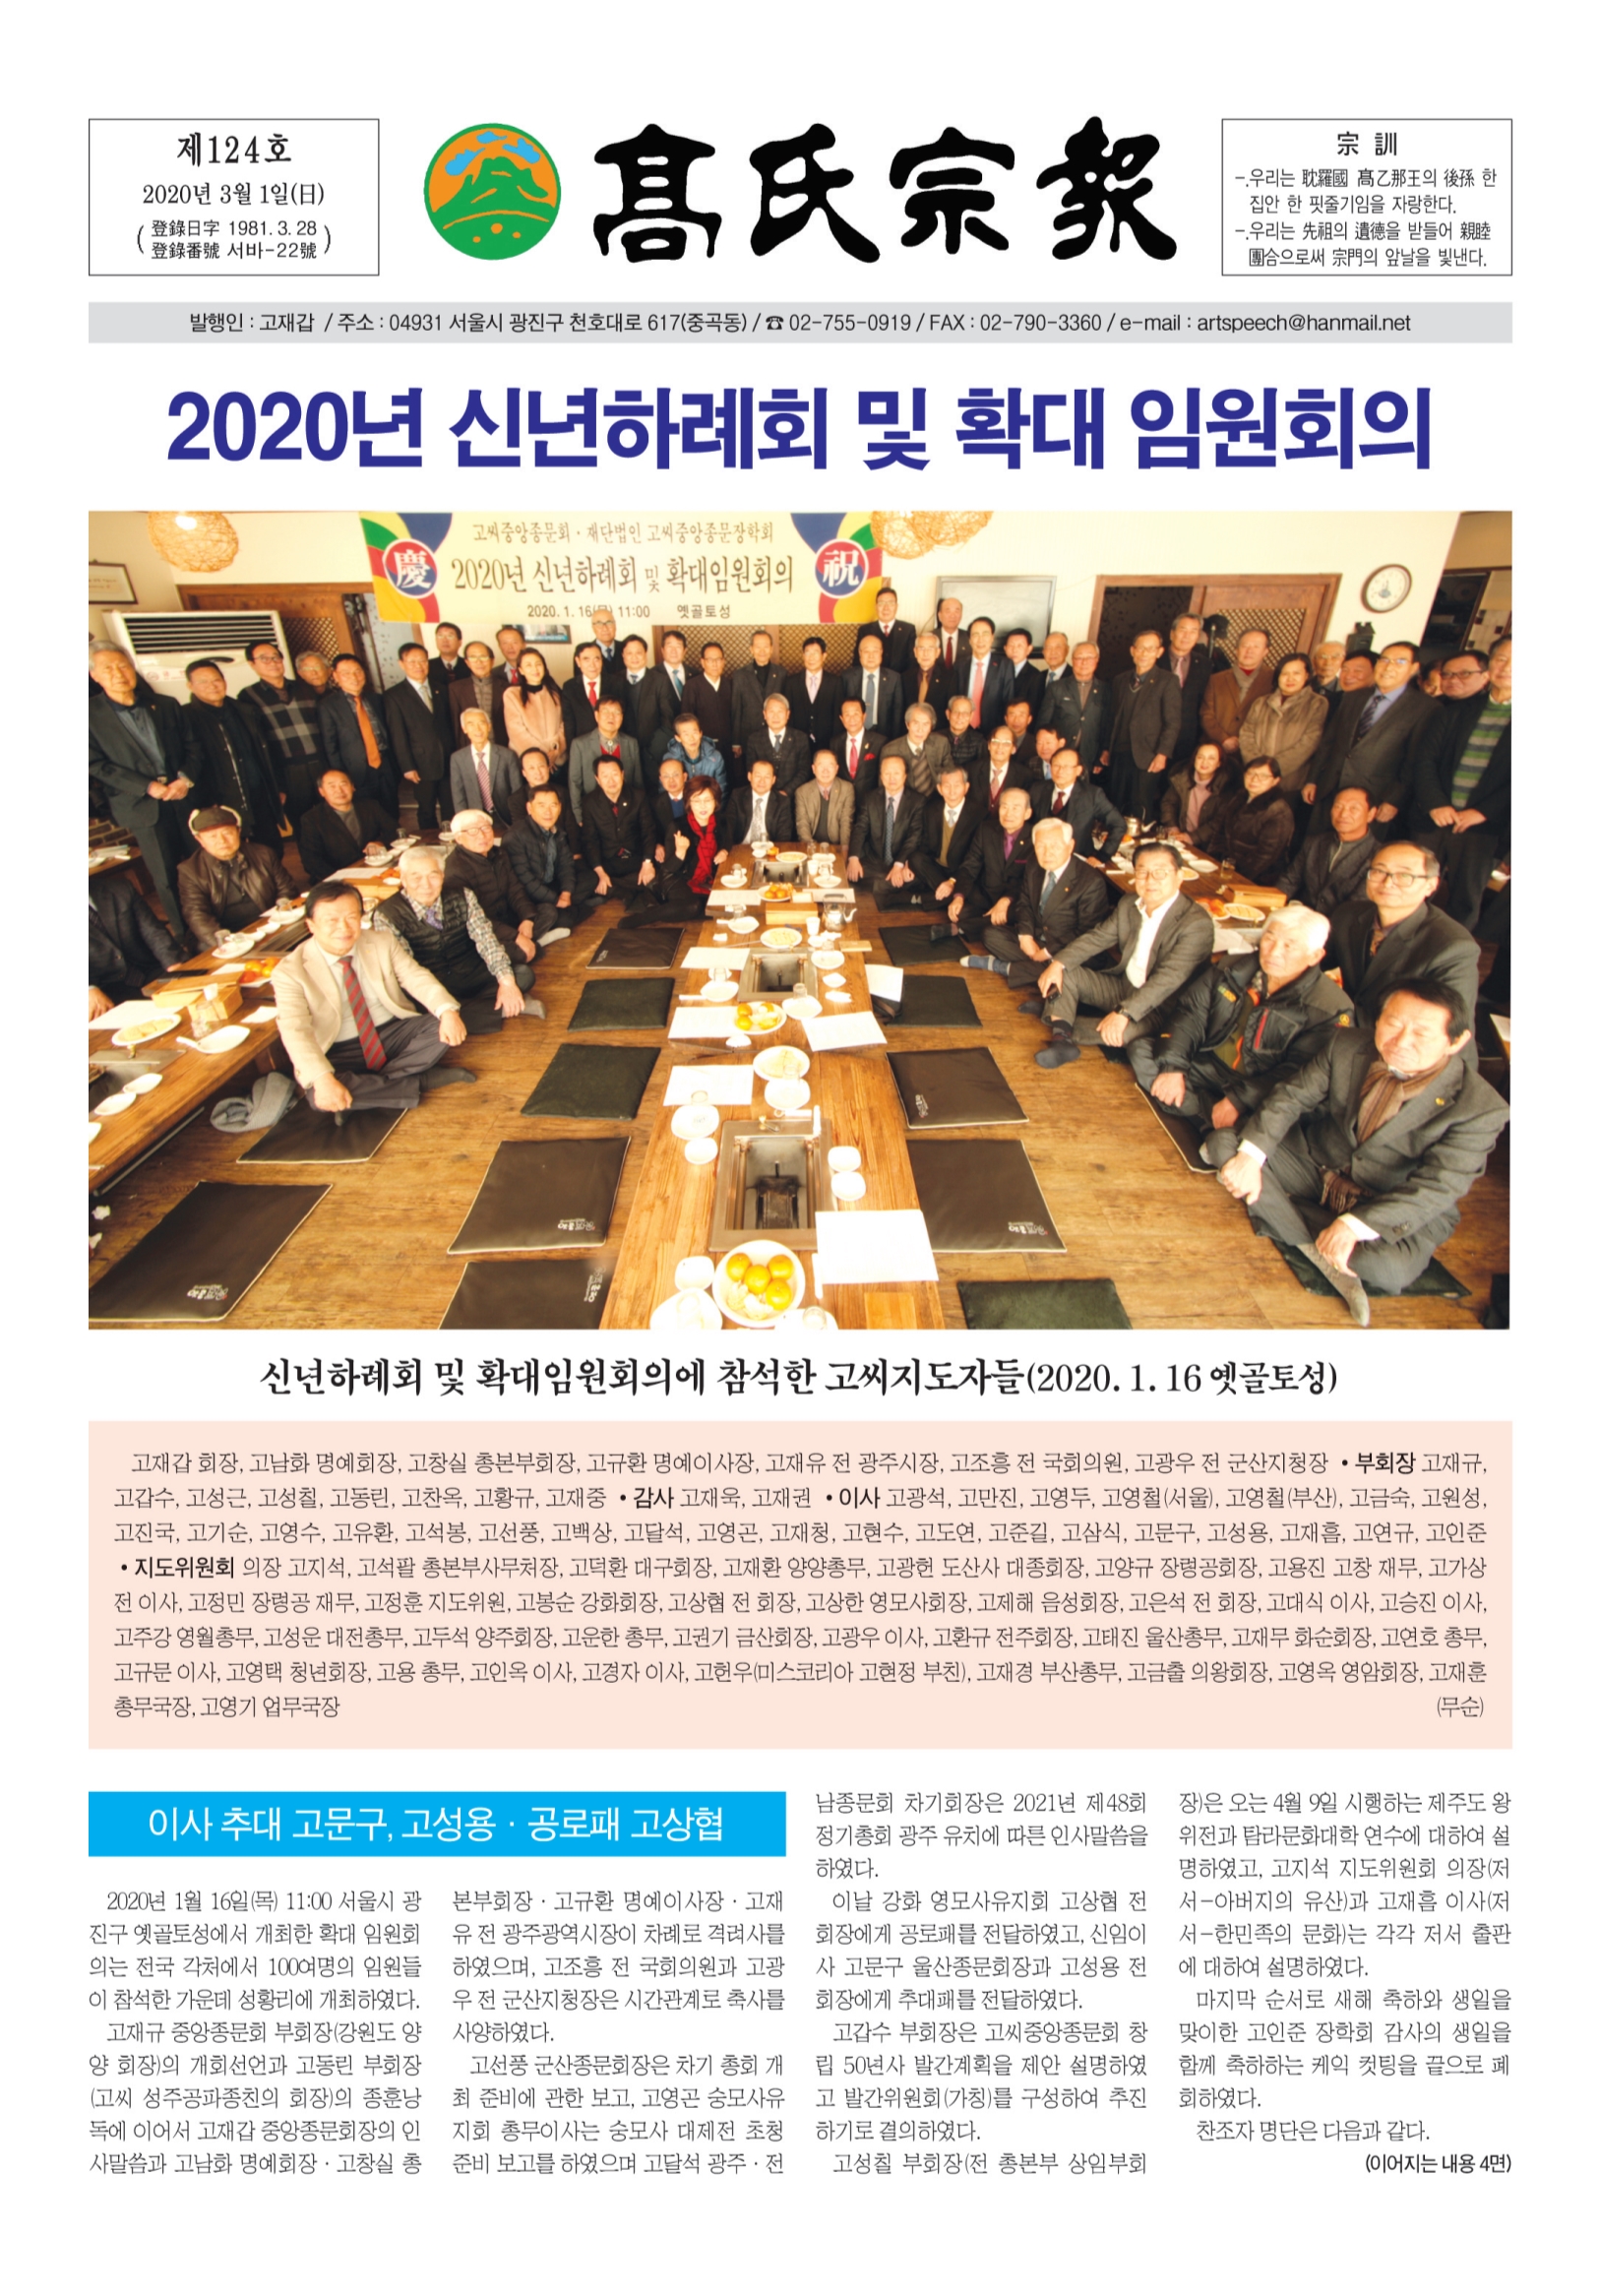 제124호
2020년 3월 1일(日)
( 登錄日字 1981. 3. 28
登錄番號 서바-22號 )
髙氏宗報
宗 訓
-.우리는 耽羅國 髙乙那王의 後孫 한
집안 한 핏줄기임을 자랑한다.
-.우리는 先祖의 遺德을 받들어 親睦
團合으로써 宗門의 앞날을 빛낸다.
발행인 : 고재갑 / 주소 : 04931 서울시 광진구 천호대로 617(중곡동) / ☎ 02-755-0919 / FAX : 02-790-3360 / e-mail : artspeech@hanmail.net
2020년 신년하례회 및 확대 임원회의
고씨중앙종문회 · 재단법인 고씨중앙종문장학회
慶 2020년 신년하례회 및 확대임원회의 祝
2020. 1. 16(목) 11:00 옛골토성
신년하례회 및 확대임원회의에 참석한 고씨지도자들(2020. 1. 16 옛골토성)
고재갑 회장, 고남화 명예회장, 고창실 총본부회장, 고규환 명예이사장, 고재유 전 광주시장, 고조흥 전 국회의원, 고광우 전 군산지청장 • 부회장 고재규,
고갑수, 고성근, 고성칠, 고동린, 고찬옥, 고황규, 고재중 • 감사 고재욱, 고재권 • 이사 고광석, 고만진, 고영두, 고영철(서울), 고영철(부산), 고금숙, 고원성,
고진국, 고기순, 고영수, 고유환, 고석봉, 고선풍, 고백상, 고달석, 고영곤, 고재청, 고현수, 고도연, 고준길, 고삼식, 고문구, 고성용, 고재흠, 고연규, 고인준
• 지도위원회 의장 고지석, 고석팔 총본부사무처장, 고덕환 대구회장, 고재환 양양총무, 고광헌 도산사 대종회장, 고양규 장령공회장, 고용진 고창 재무, 고가상
전 이사, 고정민 장령공 재무, 고정훈 지도위원, 고봉순 강화회장, 고상협 전 회장, 고상한 영모사회장, 고제해 음성회장, 고은석 전 회장, 고대식 이사, 고승진 이사,
고주강 영월총무, 고성운 대전총무, 고두석 양주회장, 고운한 총무, 고권기 금산회장, 고광우 이사, 고환규 전주회장, 고태진 울산총무, 고재무 화순회장, 고연호 총무,
고규문 이사, 고영택 청년회장, 고용 총무, 고인옥 이사, 고경자 이사, 고헌우(미스코리아 고현정 부친), 고재경 부산총무, 고금출 의왕회장, 고영옥 영암회장, 고재훈
총무국장, 고영기 업무국장 (무순)
이사 추대 고문구, 고성용 · 공로패 고상협
2020년 1월 16일(목) 11:00 서울시 광
진구 옛골토성에서 개최한 확대 임원회
의는 전국 각처에서 100여명의 임원들
이 참석한 가운데 성황리에 개최하였다.
고재규 중앙종문회 부회장(강원도 양
양 회장)의 개회선언과 고동린 부회장
(고씨 성주공파종친의 회장)의 종훈낭
독에 이어서 고재갑 중앙종문회장의 인
사말씀과 고남화 명예회장 · 고창실 총
본부회장 · 고규환 명예이사장 · 고재
유 전 광주광역시장이 차례로 격려사를
하였으며, 고조흥 전 국회의원과 고광
우 전 군산지청장은 시간관계로 축사를
사양하였다.
고선풍 군산종문회장은 차기 총회 개
최 준비에 관한 보고, 고영곤 숭모사유
지회 총무이사는 숭모사 대제전 초청
준비 보고를 하였으며 고달석 광주 · 전
남종문회 차기회장은 2021년 제48회
정기총회 광주 유치에 따른 인사말씀을
하였다.
이날 강화 영모사유지회 고상협 전
회장에게 공로패를 전달하였고, 신임이
사 고문구 울산종문회장과 고성용 전
회장에게 추대패를 전달하였다.
고갑수 부회장은 고씨중앙종문회 창
립 50년사 발간계획을 제안 설명하였
고 발간위원회(가칭)를 구성하여 추진
하기로 결의하였다.
고성칠 부회장(전 총본부 상임부회
장)은 오는 4월 9일 시행하는 제주도 왕
위전과 탐라문화대학 연수에 대하여 설
명하였고, 고지석 지도위원회 의장(저
서-아버지의 유산)과 고재흠 이사(저
서-한민족의 문화)는 각각 저서 출판
에 대하여 설명하였다.
마지막 순서로 새해 축하와 생일을
맞이한 고인준 장학회 감사의 생일을
함께 축하하는 케익 컷팅을 끝으로 폐
회하였다.
찬조자 명단은 다음과 같다.
(이어지는 내용 4면)